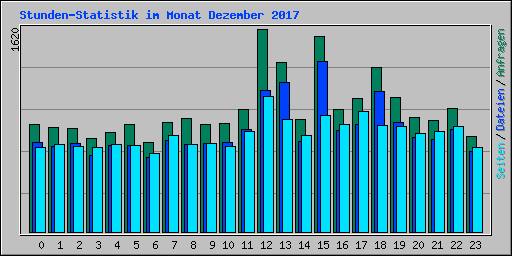 Stunden-Statistik im Monat Dezember 2017
1620
Seiten / Dateien / Anfragen
0 1 2 3 4 5 6 7 8 9 10 11 12 13 14 15 16 17 18 19 20 21 22 23